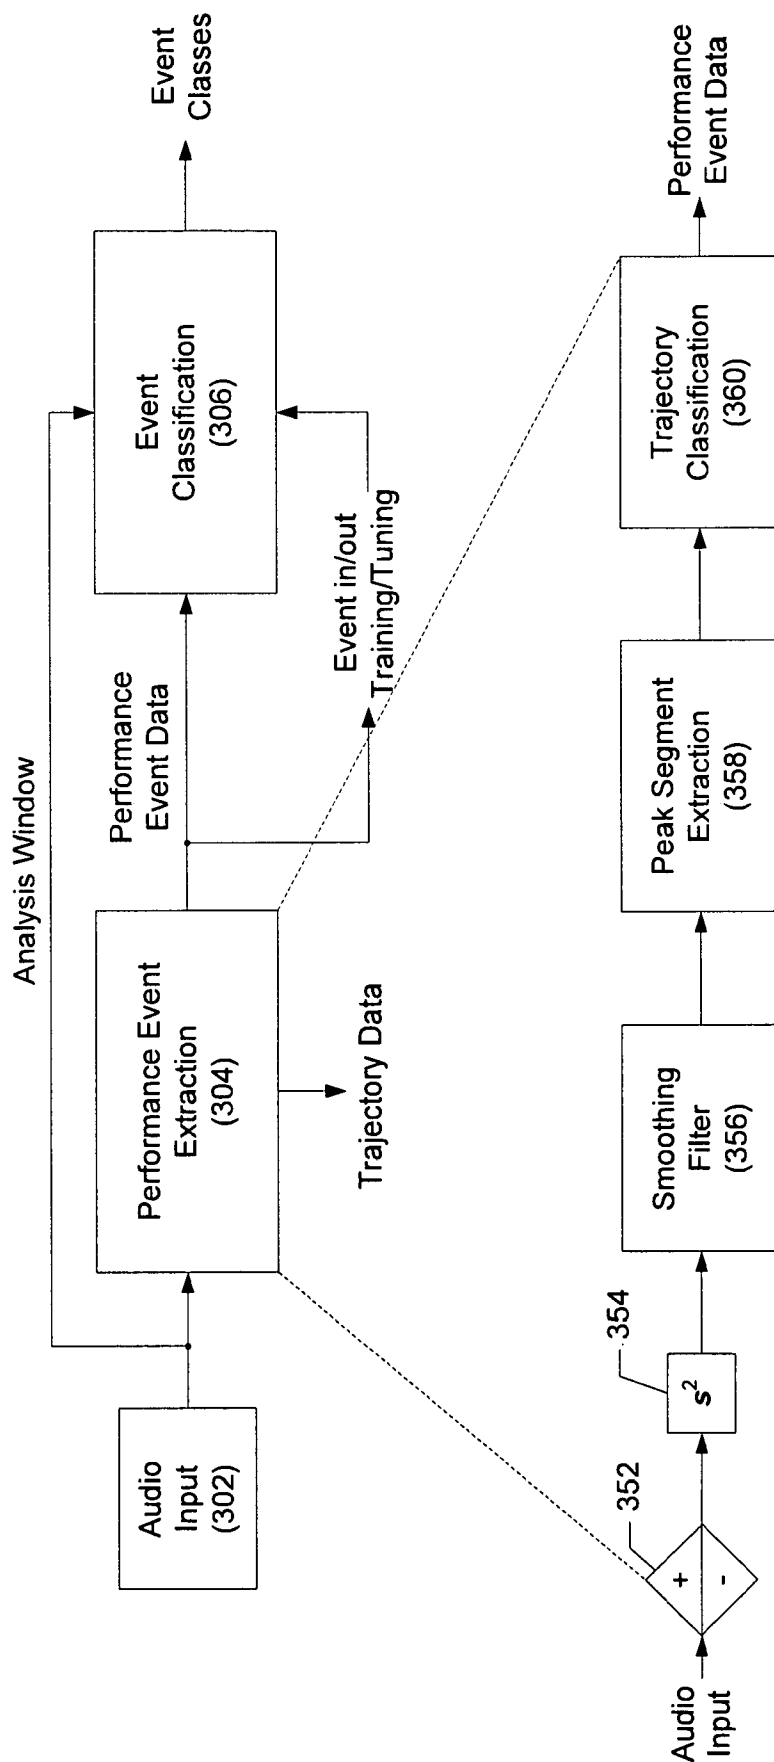 Analysis Window
Audio
Input
(302)
Performance Event
Extraction
(304)
Trajectory Data
Performance
Event Data
Event in/out
Training/Tuning
Event
Classification
(306)
Event
Classes
Audio
Input
+
-
352
s²
354
Smoothing
Filter
(356)
Peak Segment
Extraction
(358)
Trajectory
Classification
(360)
Performance
Event Data